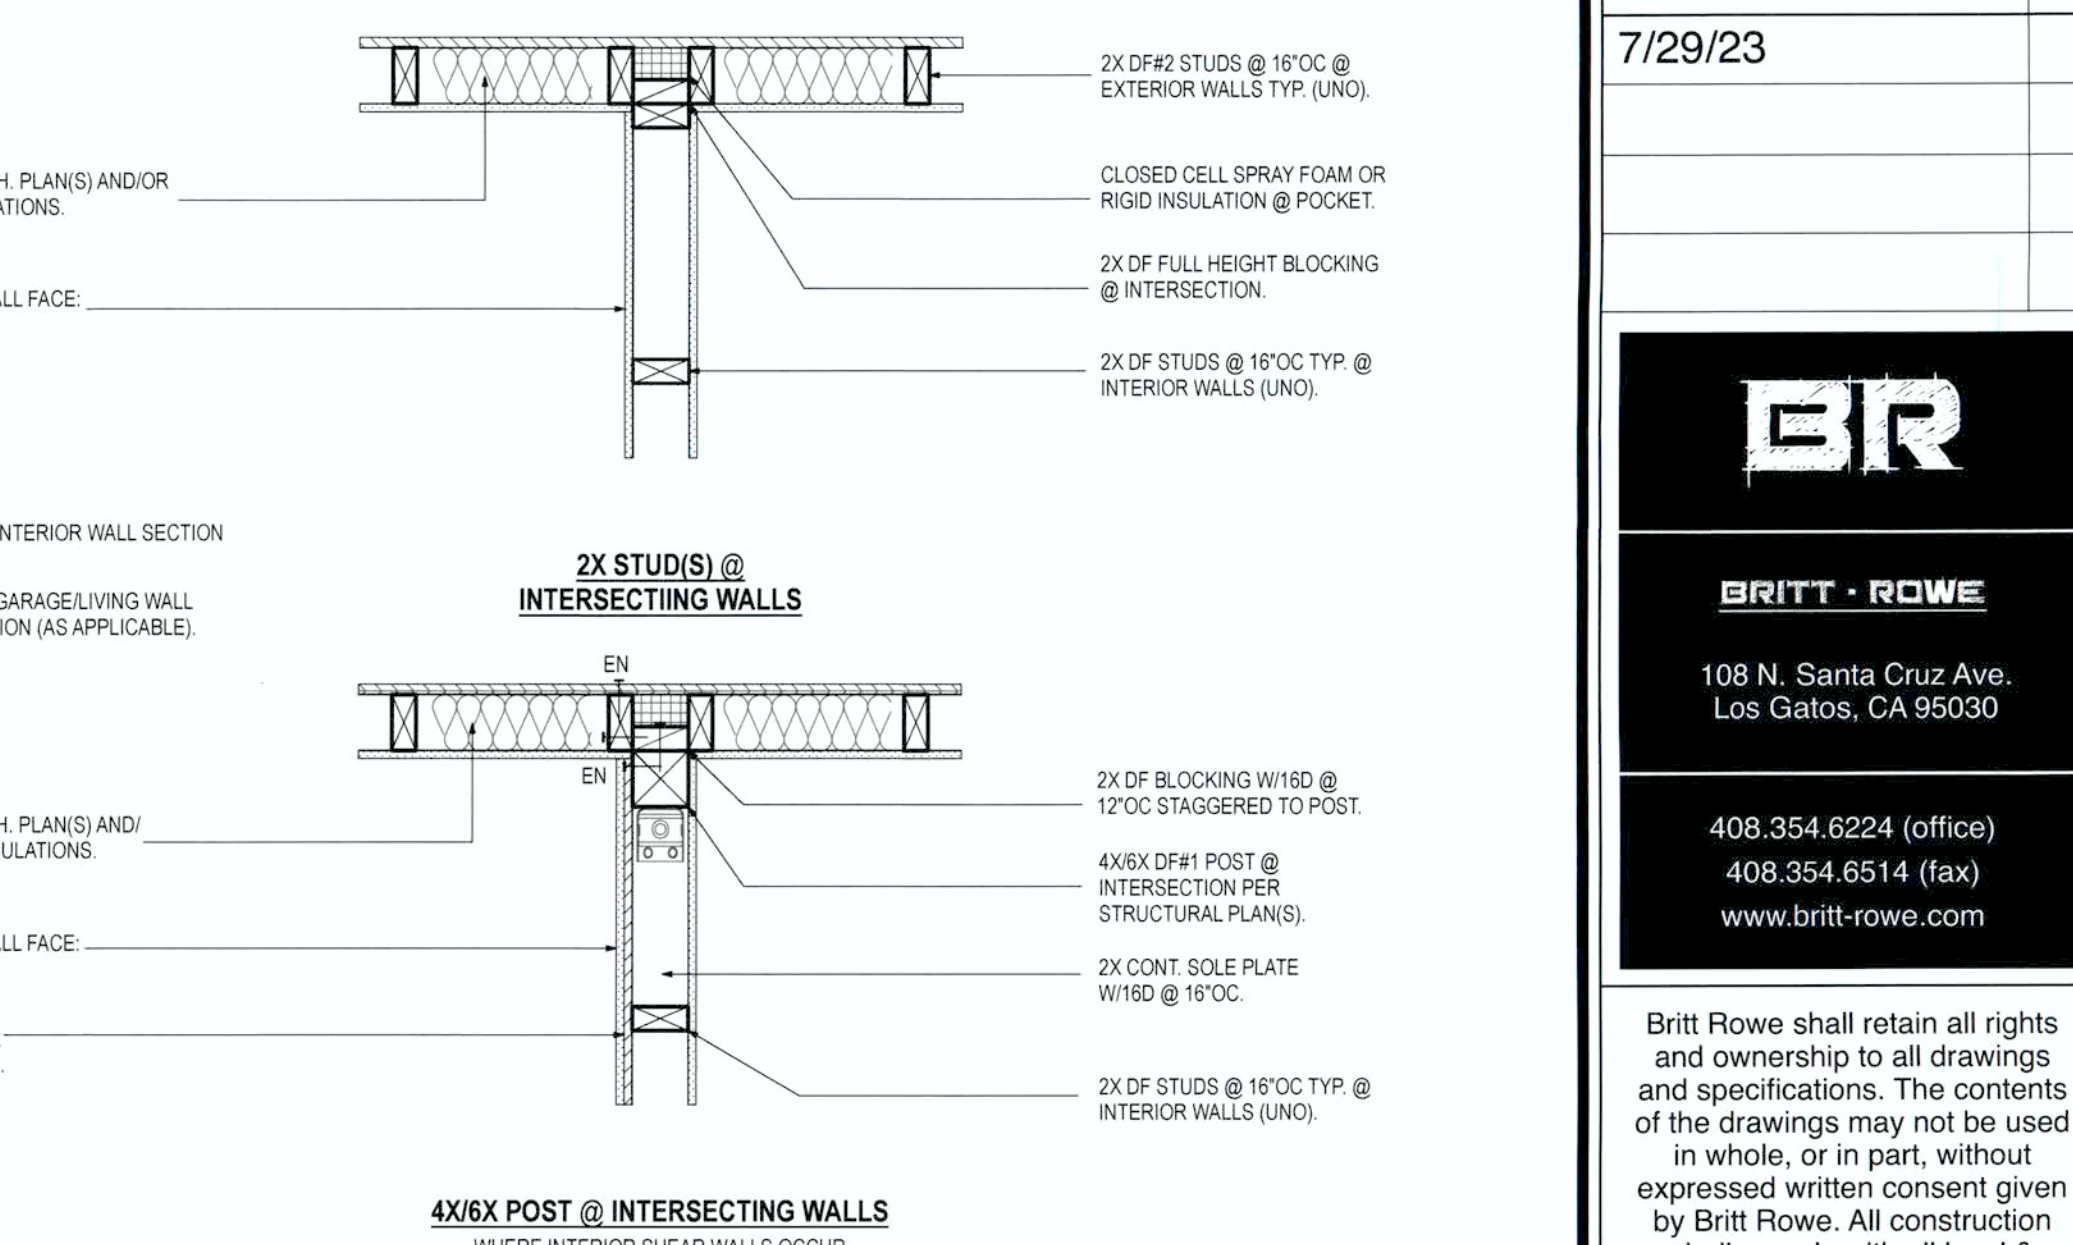 2X DF#2 STUDS @ 16"OC @
EXTERIOR WALLS TYP. (UNO).
H. PLAN(S) AND/OR
ATIONS.
CLOSED CELL SPRAY FOAM OR
RIGID INSULATION @ POCKET.
2X DF FULL HEIGHT BLOCKING
@ INTERSECTION.
ALL FACE:
2X DF STUDS @ 16"OC TYP. @
INTERIOR WALLS (UNO).
NTERIOR WALL SECTION
GARAGE/LIVING WALL
ION (AS APPLICABLE).
2X STUD(S) @
INTERSECTIING WALLS
EN
EN
2X DF BLOCKING W/16D @
12"OC STAGGERED TO POST.
H. PLAN(S) AND/
ULATIONS.
4X/6X DF#1 POST @
INTERSECTION PER
STRUCTURAL PLAN(S).
ALL FACE:
2X CONT. SOLE PLATE
W/16D @ 16"OC.
2X DF STUDS @ 16"OC TYP. @
INTERIOR WALLS (UNO).
4X/6X POST @ INTERSECTING WALLS
WHERE INTERIOR SHEAR WALLS OCCUR
7/29/23
BR
BRITT · ROWE
108 N. Santa Cruz Ave.
Los Gatos, CA 95030
408.354.6224 (office)
408.354.6514 (fax)
www.britt-rowe.com
Britt Rowe shall retain all rights
and ownership to all drawings
and specifications. The contents
of the drawings may not be used
in whole, or in part, without
expressed written consent given
by Britt Rowe. All construction